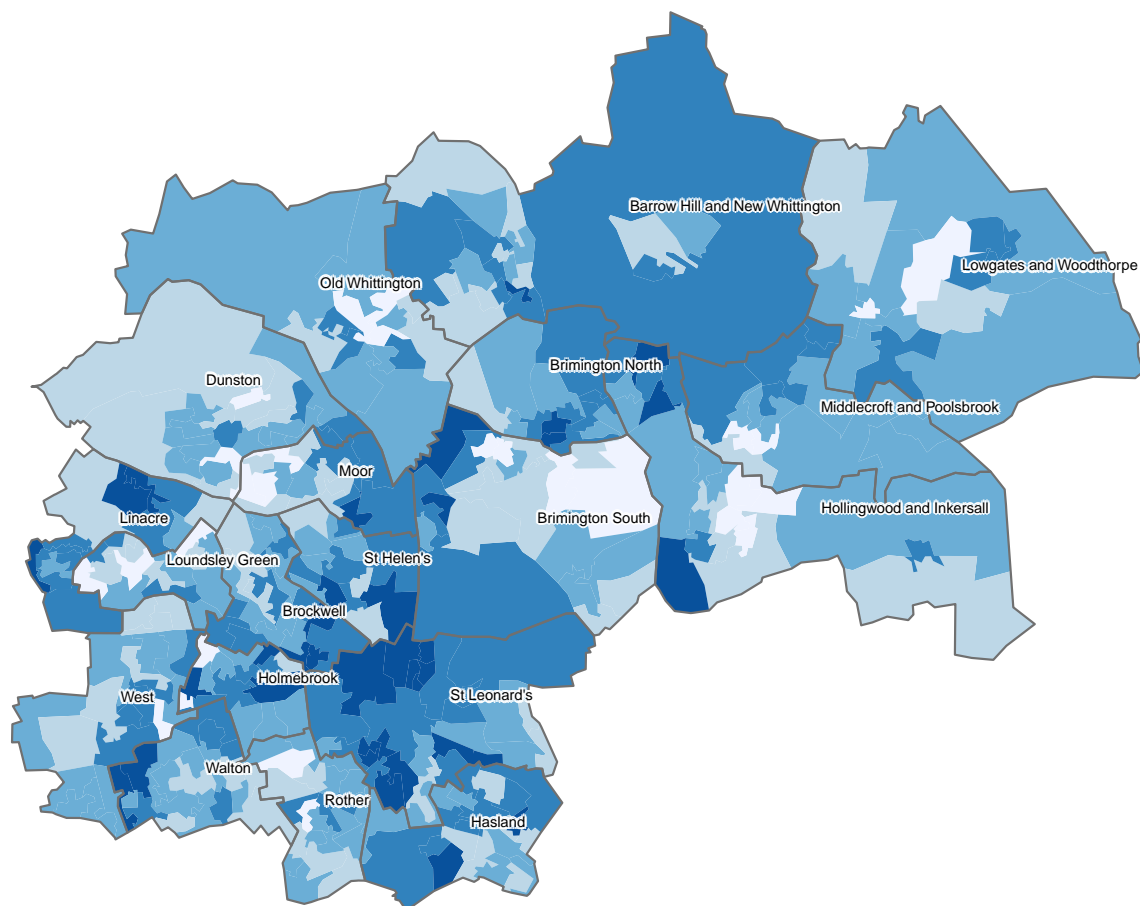 Barrow Hill and New Whittington
Lowgates and Woodthorpe
Old Whittington
Brimington North
Dunston
Middlecroft and Poolsbrook
Moor
Hollingwood and Inkersall
Linacre
Brimington South
Loundsley Green
St Helen's
Brockwell
Holmebrook
West
St Leonard's
Walton
Rother
Hasland